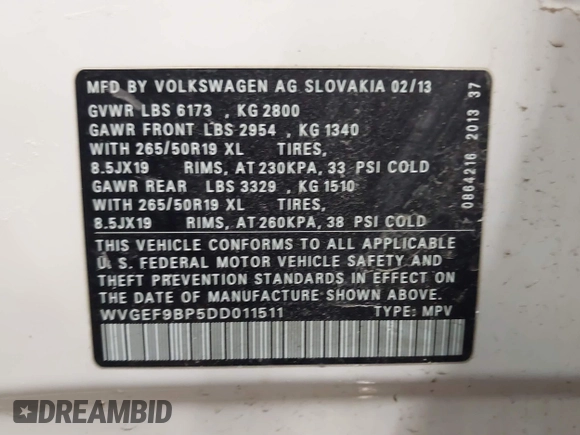 MFD BY VOLKSWAGEN AG SLOVAKIA 02/13
GVWR LBS 6173 , KG 2800
GAWR FRONT LBS 2954 , KG 1340
WITH 265/50R19 XL TIRES,
8.5JX19 RIMS, AT 230KPA, 33 PSI COLD
GAWR REAR LBS 3329 , KG 1510
WITH 265/50R19 XL TIRES,
8.5JX19 RIMS, AT 260KPA, 38 PSI COLD
THIS VEHICLE CONFORMS TO ALL APPLICABLE
U.S. FEDERAL MOTOR VEHICLE SAFETY AND
THEFT PREVENTION STANDARDS IN EFFECT ON
THE DATE OF MANUFACTURE SHOWN ABOVE.
WVGEF9BP5DD011511 TYPE: MPV
0864216 2013 37
DREAMBID